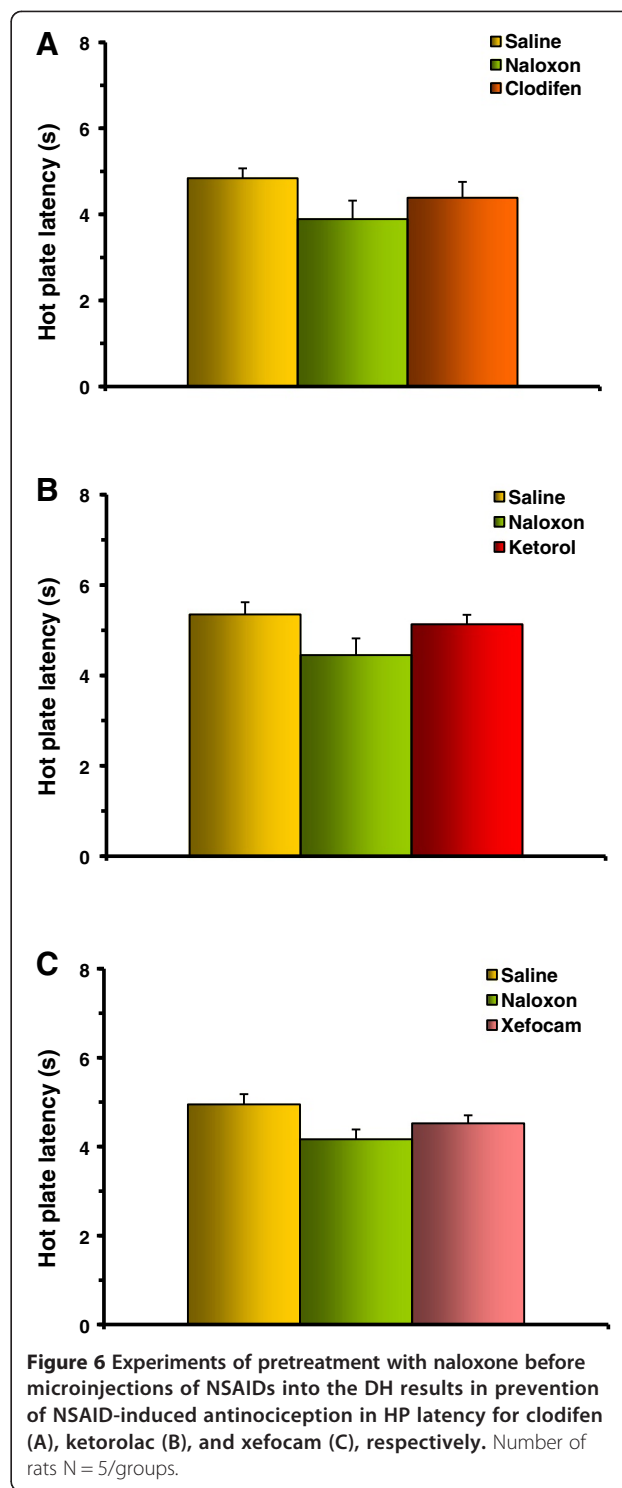 A
Saline
Naloxon
Clodifen
Hot plate latency (s)
8
6
4
2
0
B
Saline
Naloxon
Ketorol
Hot plate latency (s)
8
6
4
2
0
C
Saline
Naloxon
Xefocam
Hot plate latency (s)
8
6
4
2
0
Figure 6 Experiments of pretreatment with naloxone before
microinjections of NSAIDs into the DH results in prevention
of NSAID-induced antinociception in HP latency for clodifen
(A), ketorolac (B), and xefocam (C), respectively. Number of
rats N = 5/groups.